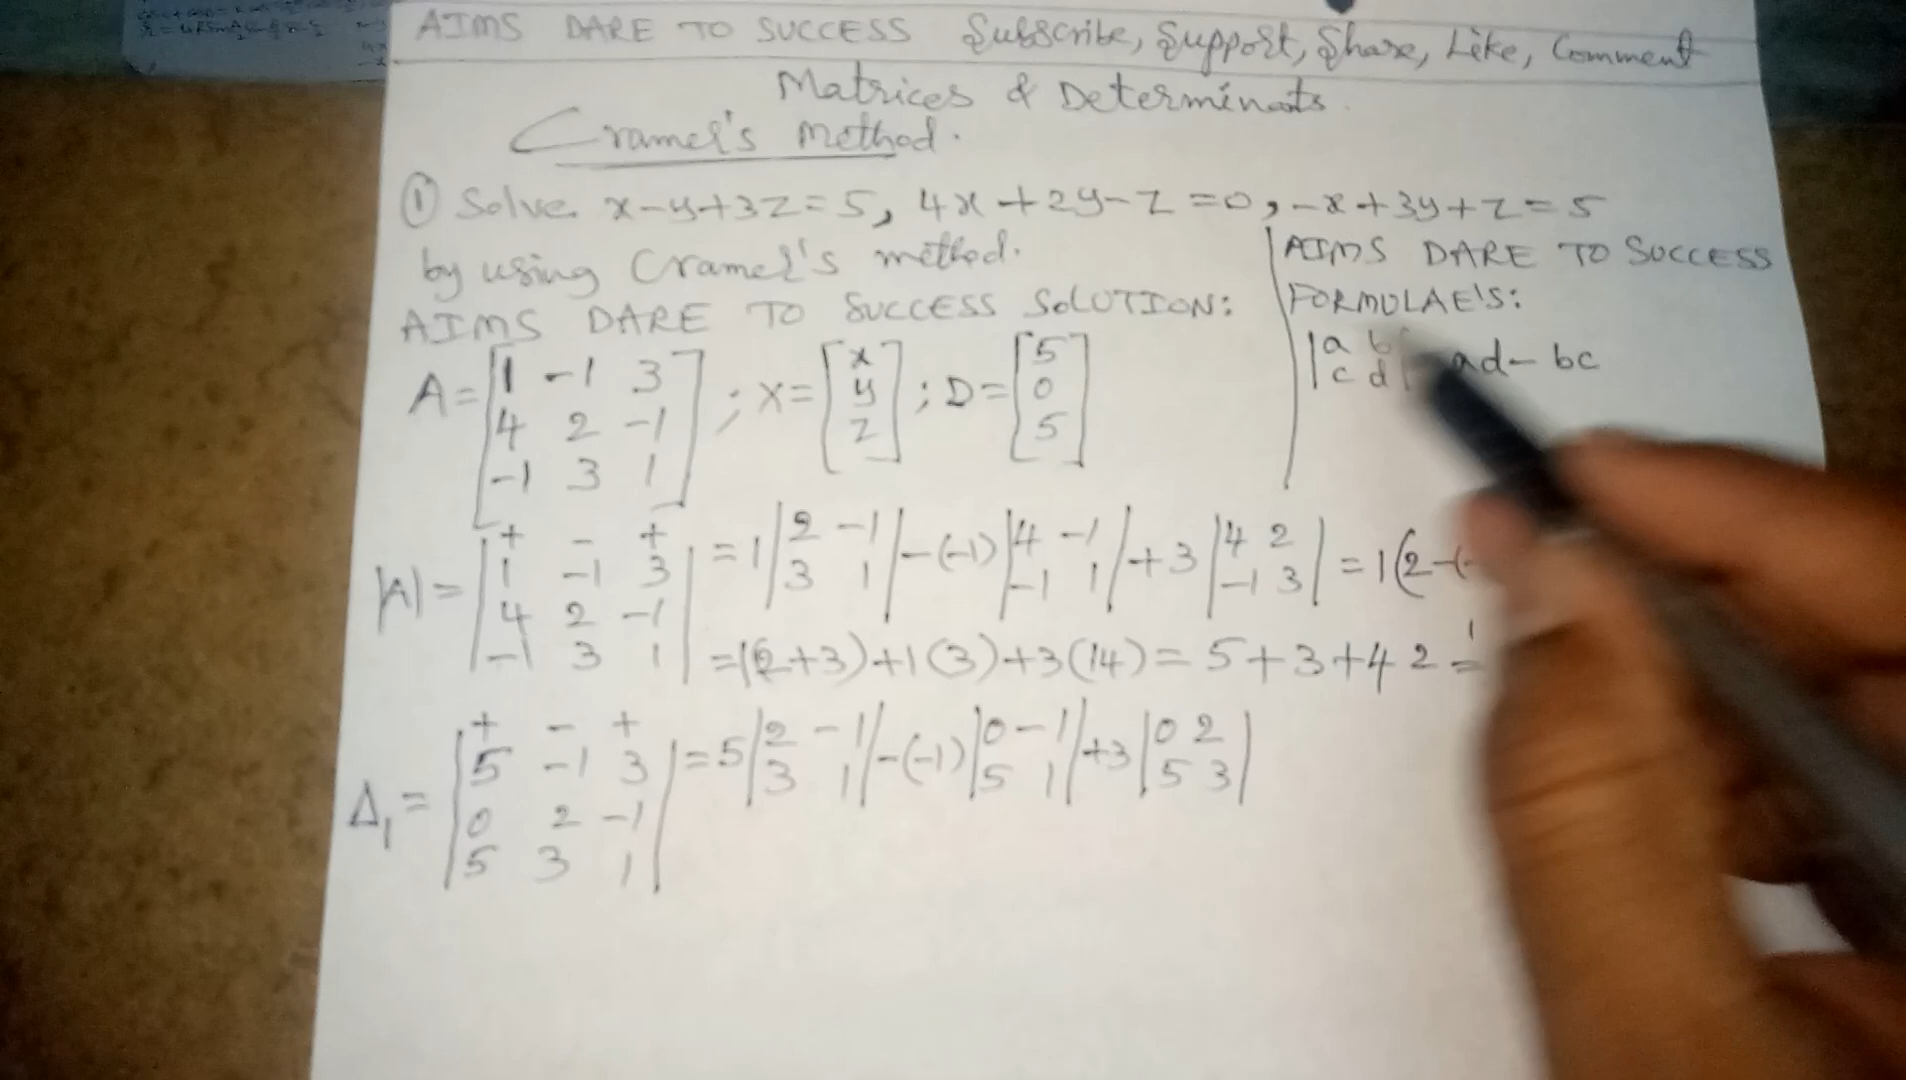 AIMS DARE TO SUCCESS Subscribe, Support, Share, Like, Comment
Matrices & Determinats.
Cramer's Method.
① Solve x-y+3z=5, 4x+2y-z=0, -x+3y+z=5
by using Cramer's method.
AIMS DARE TO SUCCESS SOLUTION:
AIMS DARE TO SUCCESS
FORMULAE'S:
|a b
c d| ad-bc
A=[1 -1 3
4 2 -1
-1 3 1]; X=[x
y
z]; D=[5
0
5]
+ - +
|A|=|1 -1 3
4 2 -1
-1 3 1| =1|2 -1
3 1|-(-1)|4 -1
-1 1|+3|4 2
-1 3|=1(2-(-
=1(2+3)+1(3)+3(14)=5+3+42=
+ - +
Δ₁=|5 -1 3
0 2 -1
5 3 1|=5|2 -1
3 1|-(-1)|0 -1
5 1|+3|0 2
5 3|